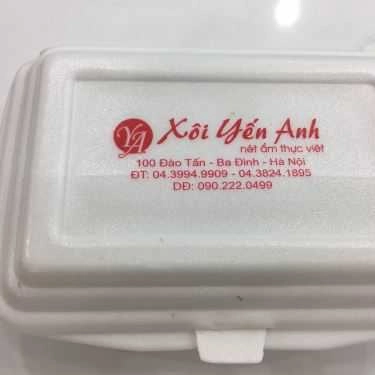 YA Xôi Yến Anh
nét ẩm thực việt
100 Đào Tấn - Ba Đình - Hà Nội
ĐT: 04.3994.9909 - 04.3824.1895
DĐ: 090.222.0499